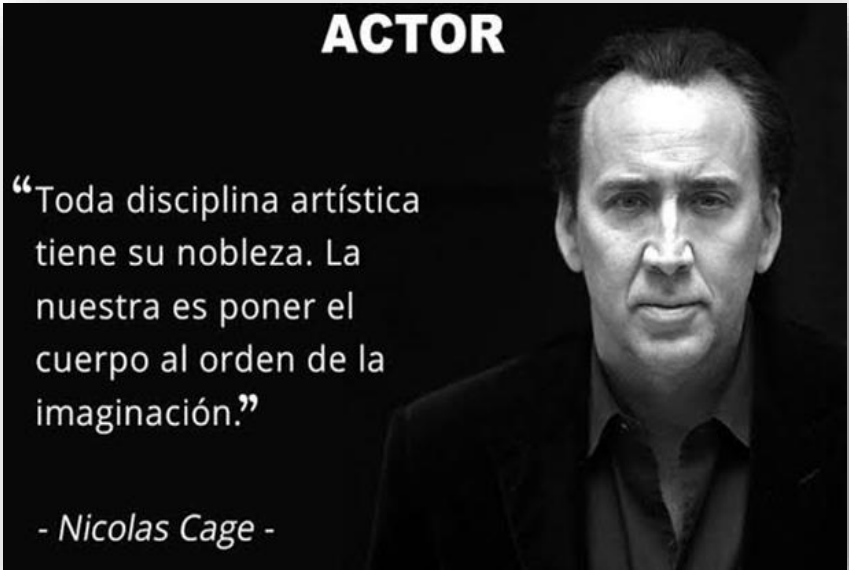 ACTOR
“Toda disciplina artística
tiene su nobleza. La
nuestra es poner el
cuerpo al orden de la
imaginación.”
- Nicolas Cage -